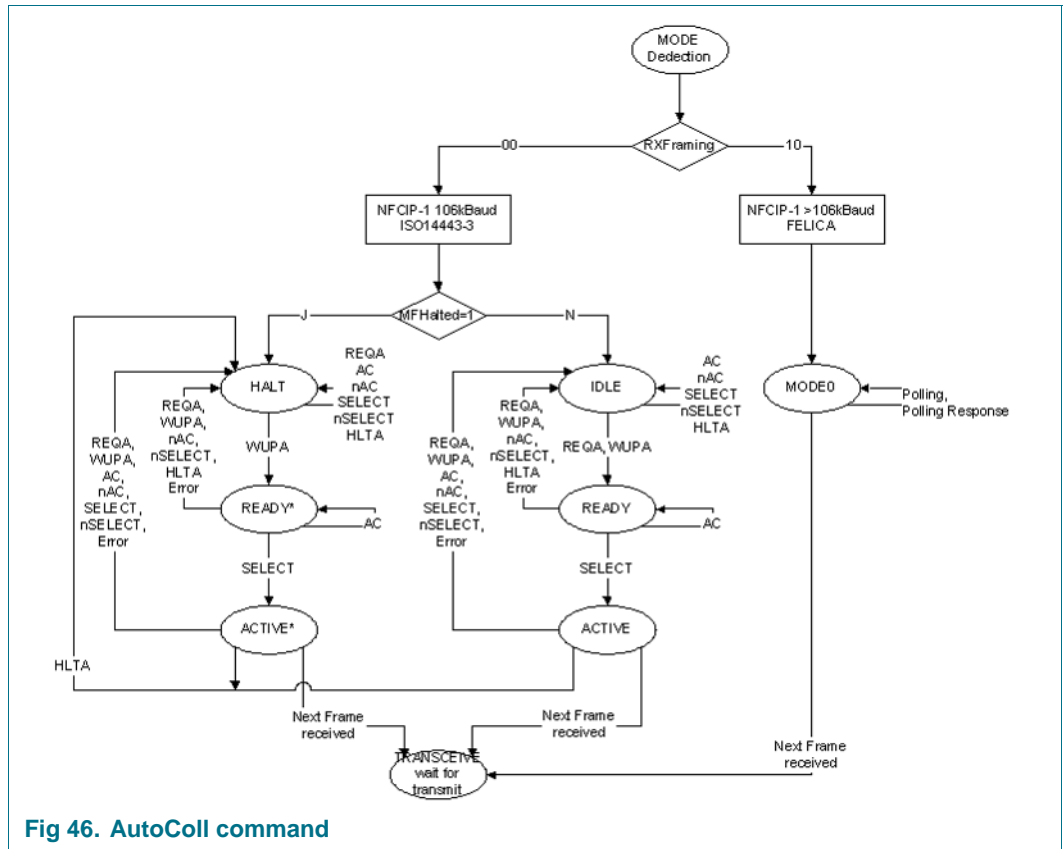 MODE
Dedection
RXFraming
00
10
NFCIP-1 106kBaud
ISO14443-3
NFCIP-1 >106kBaud
FELICA
MFHalted=1
J
N
HALT
REQA
AC
nAC
SELECT
nSELECT
HLTA
IDLE
AC
nAC
SELECT
nSELECT
HLTA
MODE0
Polling,
Polling Response
REQA,
WUPA,
AC,
nAC,
SELECT,
nSELECT,
Error
REQA,
WUPA,
nAC,
nSELECT,
HLTA
Error
WUPA
REQA,
WUPA,
AC,
nAC,
SELECT,
nSELECT,
Error
REQA,
WUPA,
nAC,
nSELECT,
HLTA
Error
REQA, WUPA
READY*
AC
READY
AC
SELECT
SELECT
ACTIVE*
ACTIVE
HLTA
Next Frame
received
Next Frame
received
Next Frame
received
TRANSCEIVE
wait for
transmit
Fig 46. AutoColl command